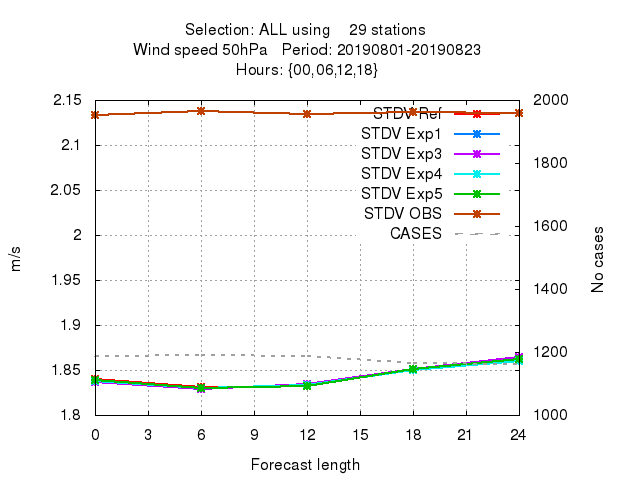 Selection: ALL using 29 stations
Wind speed 50hPa Period: 20190801-20190823
Hours: {00,06,12,18}
2.15
2.1
2.05
2
1.95
1.9
1.85
1.8
m/s
2000
1800
1600
1400
1200
1000
No cases
STDV Ref
STDV Exp1
STDV Exp3
STDV Exp4
STDV Exp5
STDV OBS
CASES
0 3 6 9 12 15 18 21 24
Forecast length